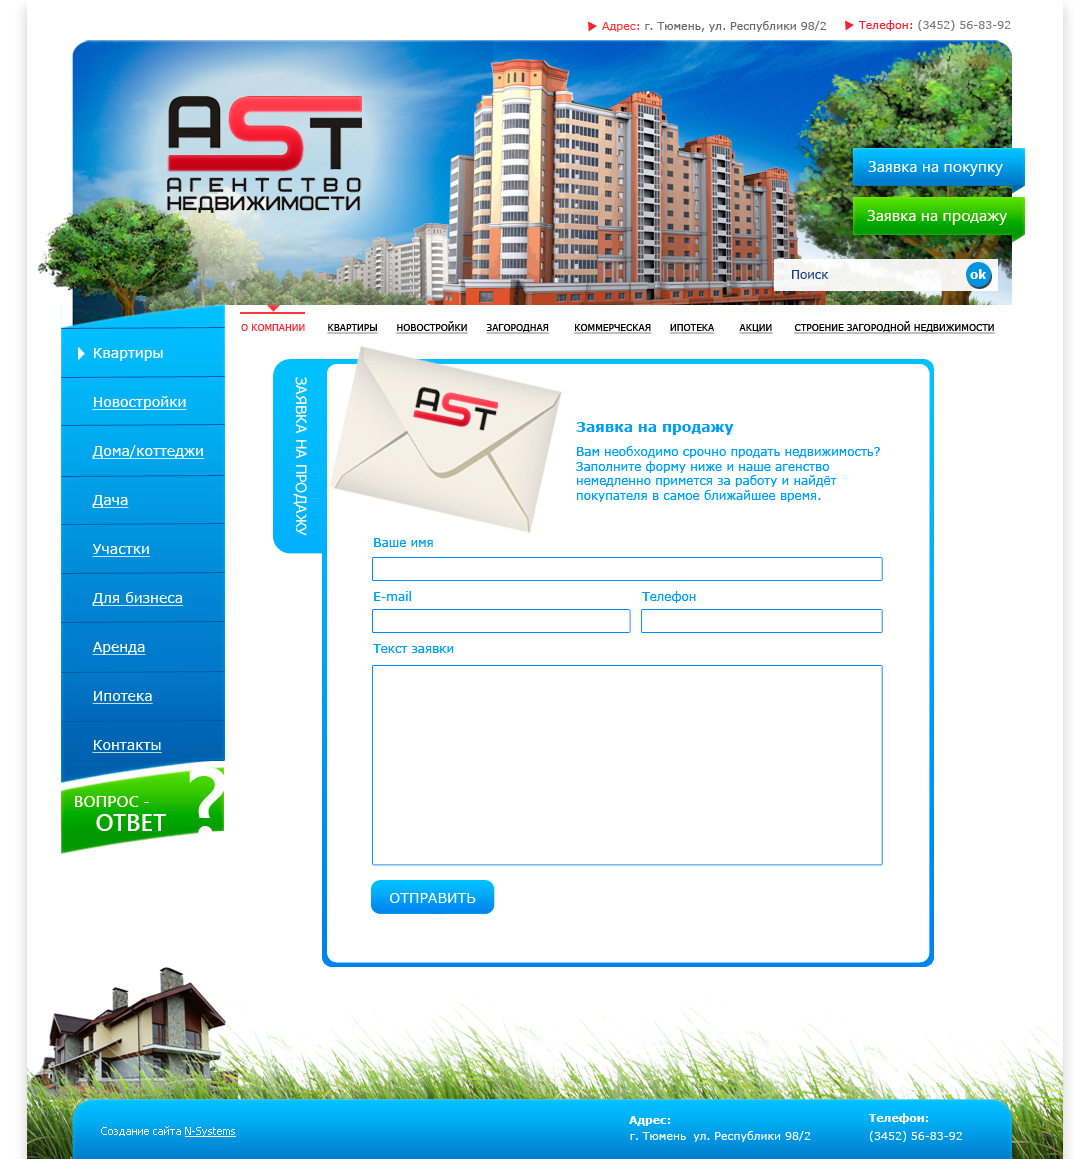 Адрес: г. Тюмень, ул. Республики 98/2
Телефон: (3452) 56-83-92
AST
АГЕНТСТВО
НЕДВИЖИМОСТИ
Заявка на покупку
Заявка на продажу
Поиск
ok
О КОМПАНИИ
КВАРТИРЫ
НОВОСТРОЙКИ
ЗАГОРОДНАЯ
КОММЕРЧЕСКАЯ
ИПОТЕКА
АКЦИИ
СТРОЕНИЕ ЗАГОРОДНОЙ НЕДВИЖИМОСТИ
Квартиры
Новостройки
Дома/коттеджи
Дача
Участки
Для бизнеса
Аренда
Ипотека
Контакты
ВОПРОС -
ОТВЕТ
?
ЗАЯВКА НА ПРОДАЖУ
AST
Заявка на продажу
Вам необходимо срочно продать недвижимость?
Заполните форму ниже и наше агенство
немедленно примется за работу и найдёт
покупателя в самое ближайшее время.
Ваше имя
E-mail
Телефон
Текст заявки
ОТПРАВИТЬ
Создание сайта N-Systems
Адрес:
г. Тюмень ул. Республики 98/2
Телефон:
(3452) 56-83-92